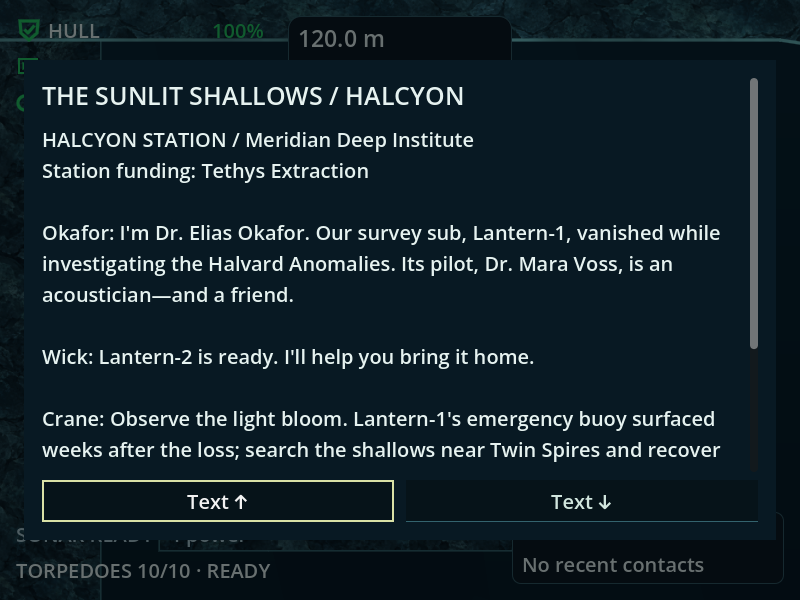 HULL 100%
120.0 m
THE SUNLIT SHALLOWS / HALCYON
HALCYON STATION / Meridian Deep Institute
Station funding: Tethys Extraction
Okafor: I'm Dr. Elias Okafor. Our survey sub, Lantern-1, vanished while
investigating the Halvard Anomalies. Its pilot, Dr. Mara Voss, is an
acoustician—and a friend.
Wick: Lantern-2 is ready. I'll help you bring it home.
Crane: Observe the light bloom. Lantern-1's emergency buoy surfaced
weeks after the loss; search the shallows near Twin Spires and recover
Text ↑
Text ↓
TORPEDOES 10/10 · READY
No recent contacts